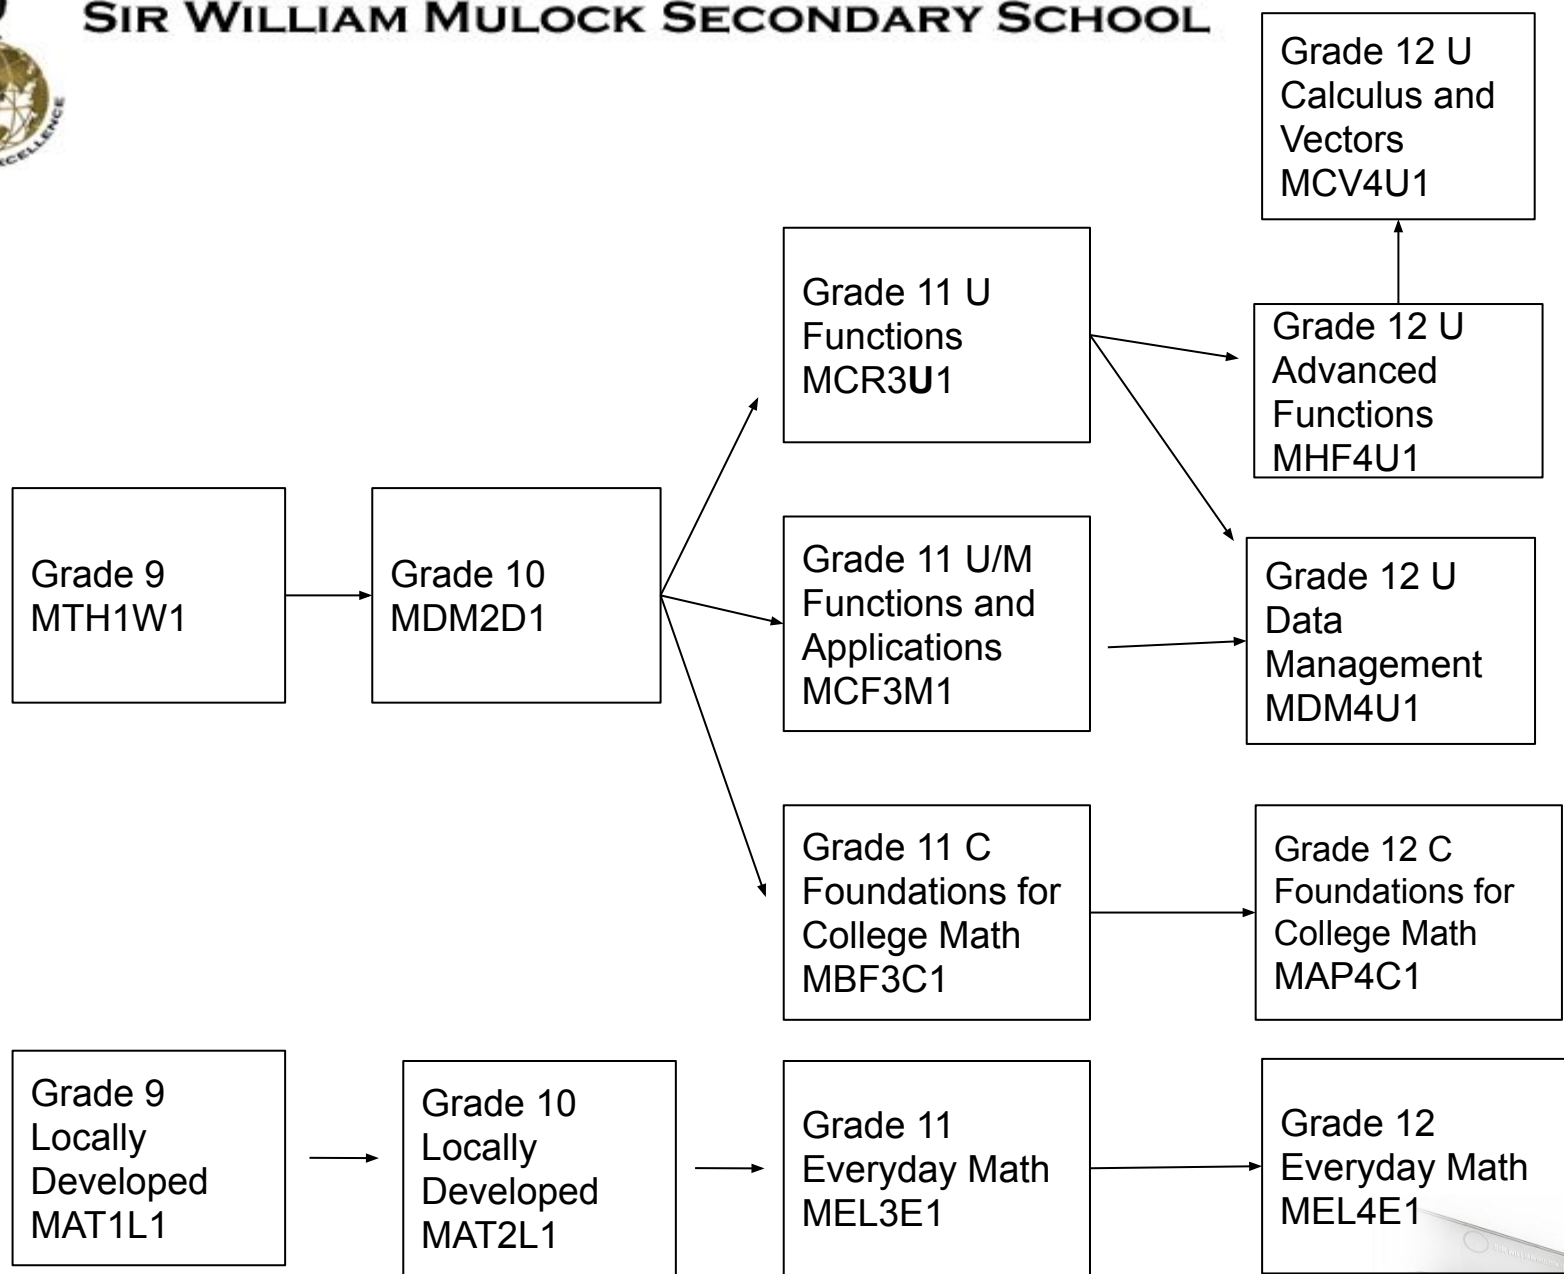 SIR WILLIAM MULOCK SECONDARY SCHOOL
Grade 12 U
Calculus and
Vectors
MCV4U1
Grade 11 U
Functions
MCR3U1
Grade 12 U
Advanced
Functions
MHF4U1
Grade 9
MTH1W1
Grade 10
MDM2D1
Grade 11 U/M
Functions and
Applications
MCF3M1
Grade 12 U
Data
Management
MDM4U1
Grade 11 C
Foundations for
College Math
MBF3C1
Grade 12 C
Foundations for
College Math
MAP4C1
Grade 9
Locally
Developed
MAT1L1
Grade 10
Locally
Developed
MAT2L1
Grade 11
Everyday Math
MEL3E1
Grade 12
Everyday Math
MEL4E1